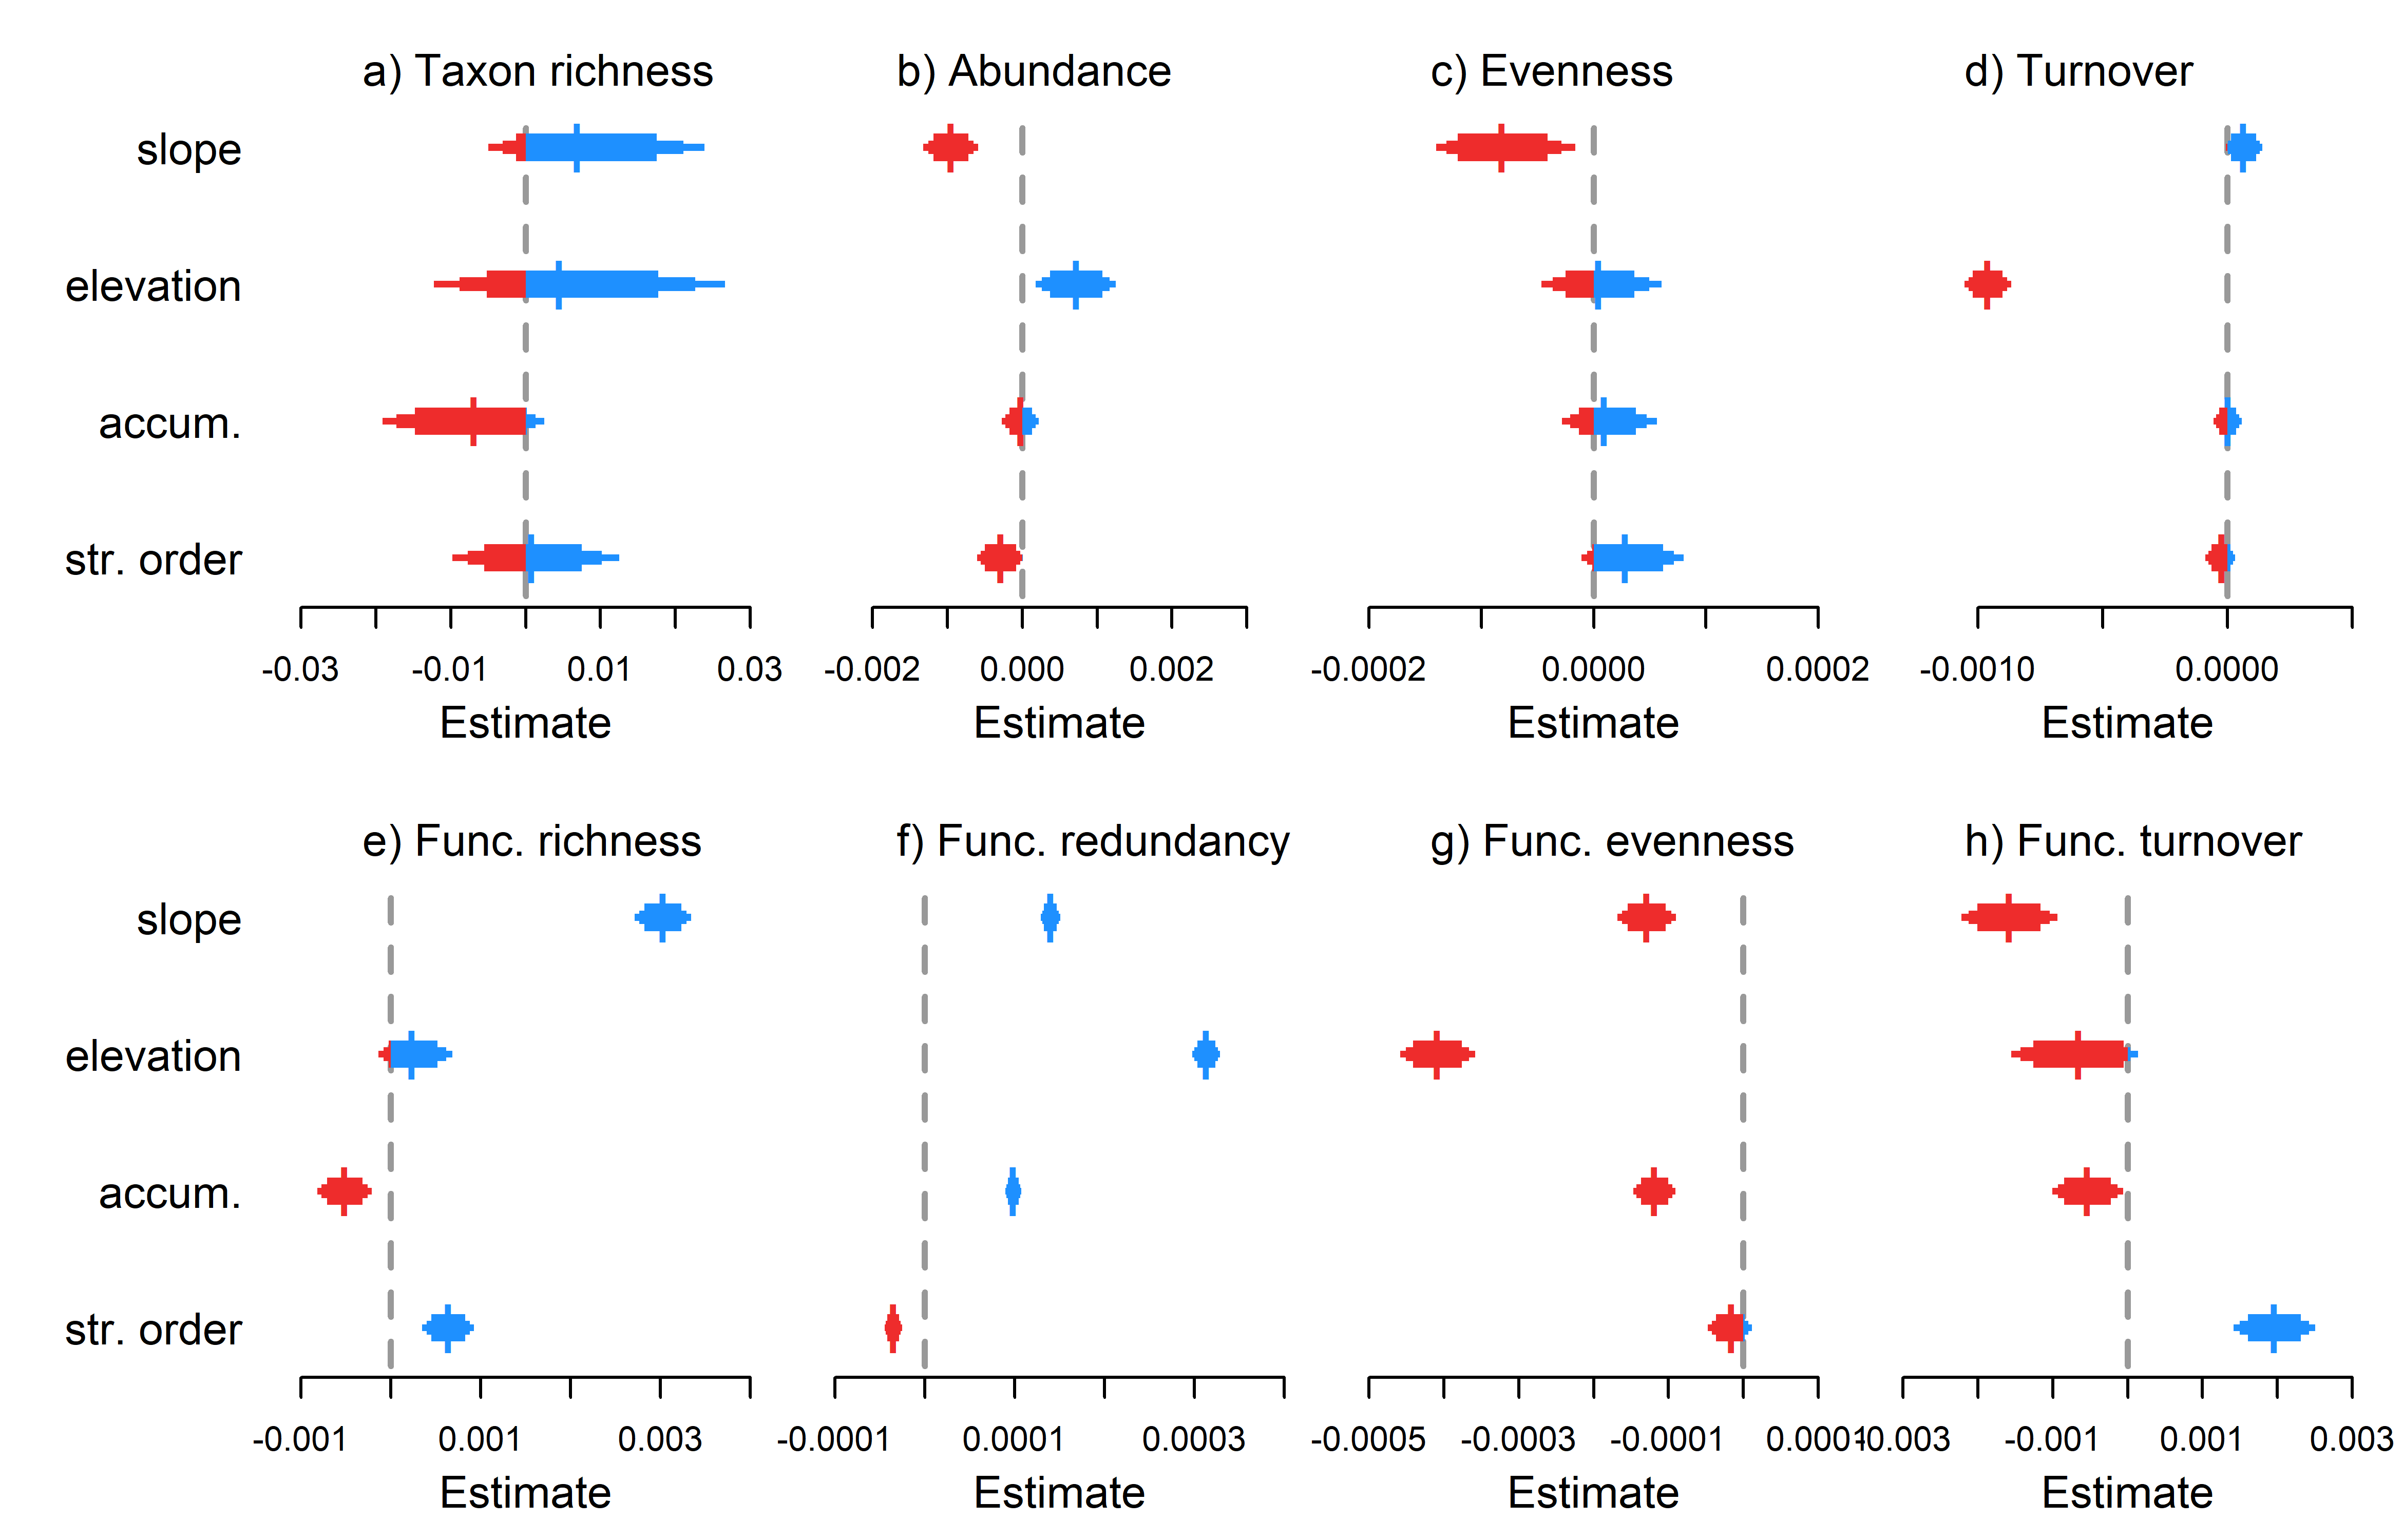 a) Taxon richness
b) Abundance
c) Evenness
d) Turnover
slope
elevation
accum.
str. order
-0.03 -0.01 0.01 0.03
-0.002 0.000 0.002
-0.0002 0.0000 0.0002
-0.0010 0.0000
Estimate
Estimate
Estimate
Estimate
e) Func. richness
f) Func. redundancy
g) Func. evenness
h) Func. turnover
slope
elevation
accum.
str. order
-0.001 0.001 0.003
-0.0001 0.0001 0.0003
-0.0005 -0.0003 -0.0001 0.0001
-0.003 -0.001 0.001 0.003
Estimate
Estimate
Estimate
Estimate